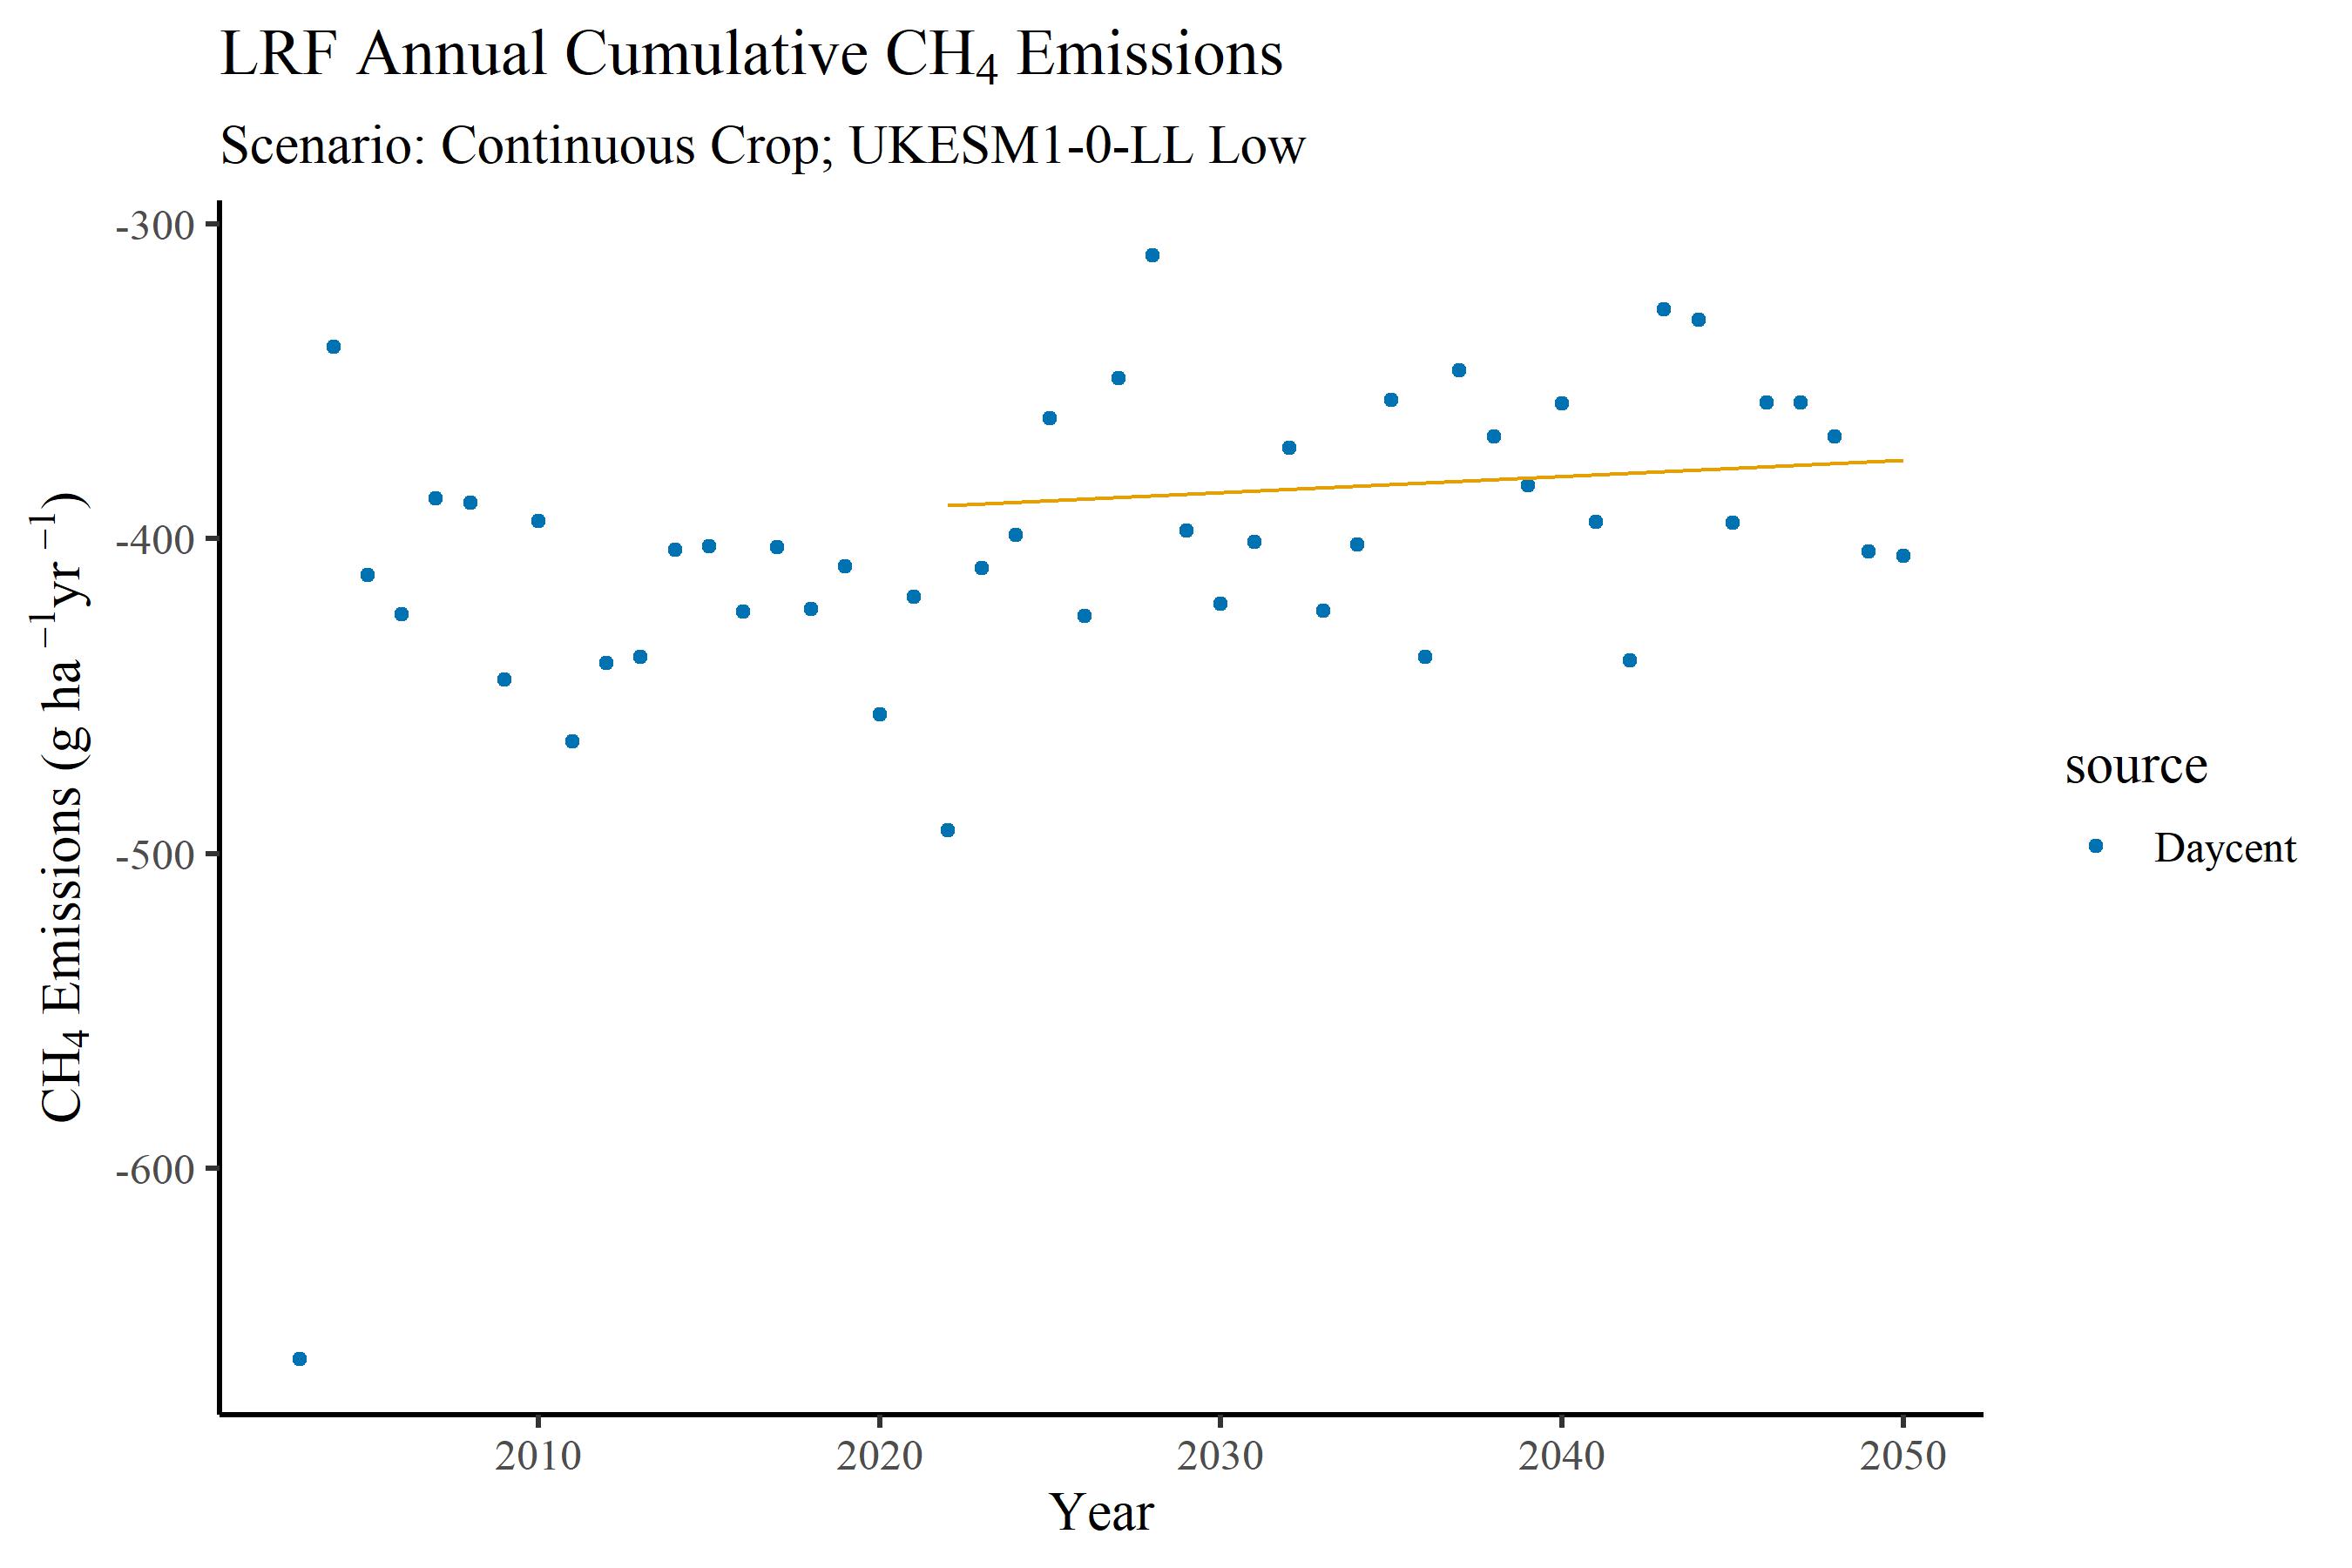 LRF Annual Cumulative CH₄ Emissions
Scenario: Continuous Crop; UKESM1-0-LL Low
CH₄ Emissions (g ha⁻¹yr⁻¹)
-300
-400
-500
-600
source
Daycent
2010 2020 2030 2040 2050
Year